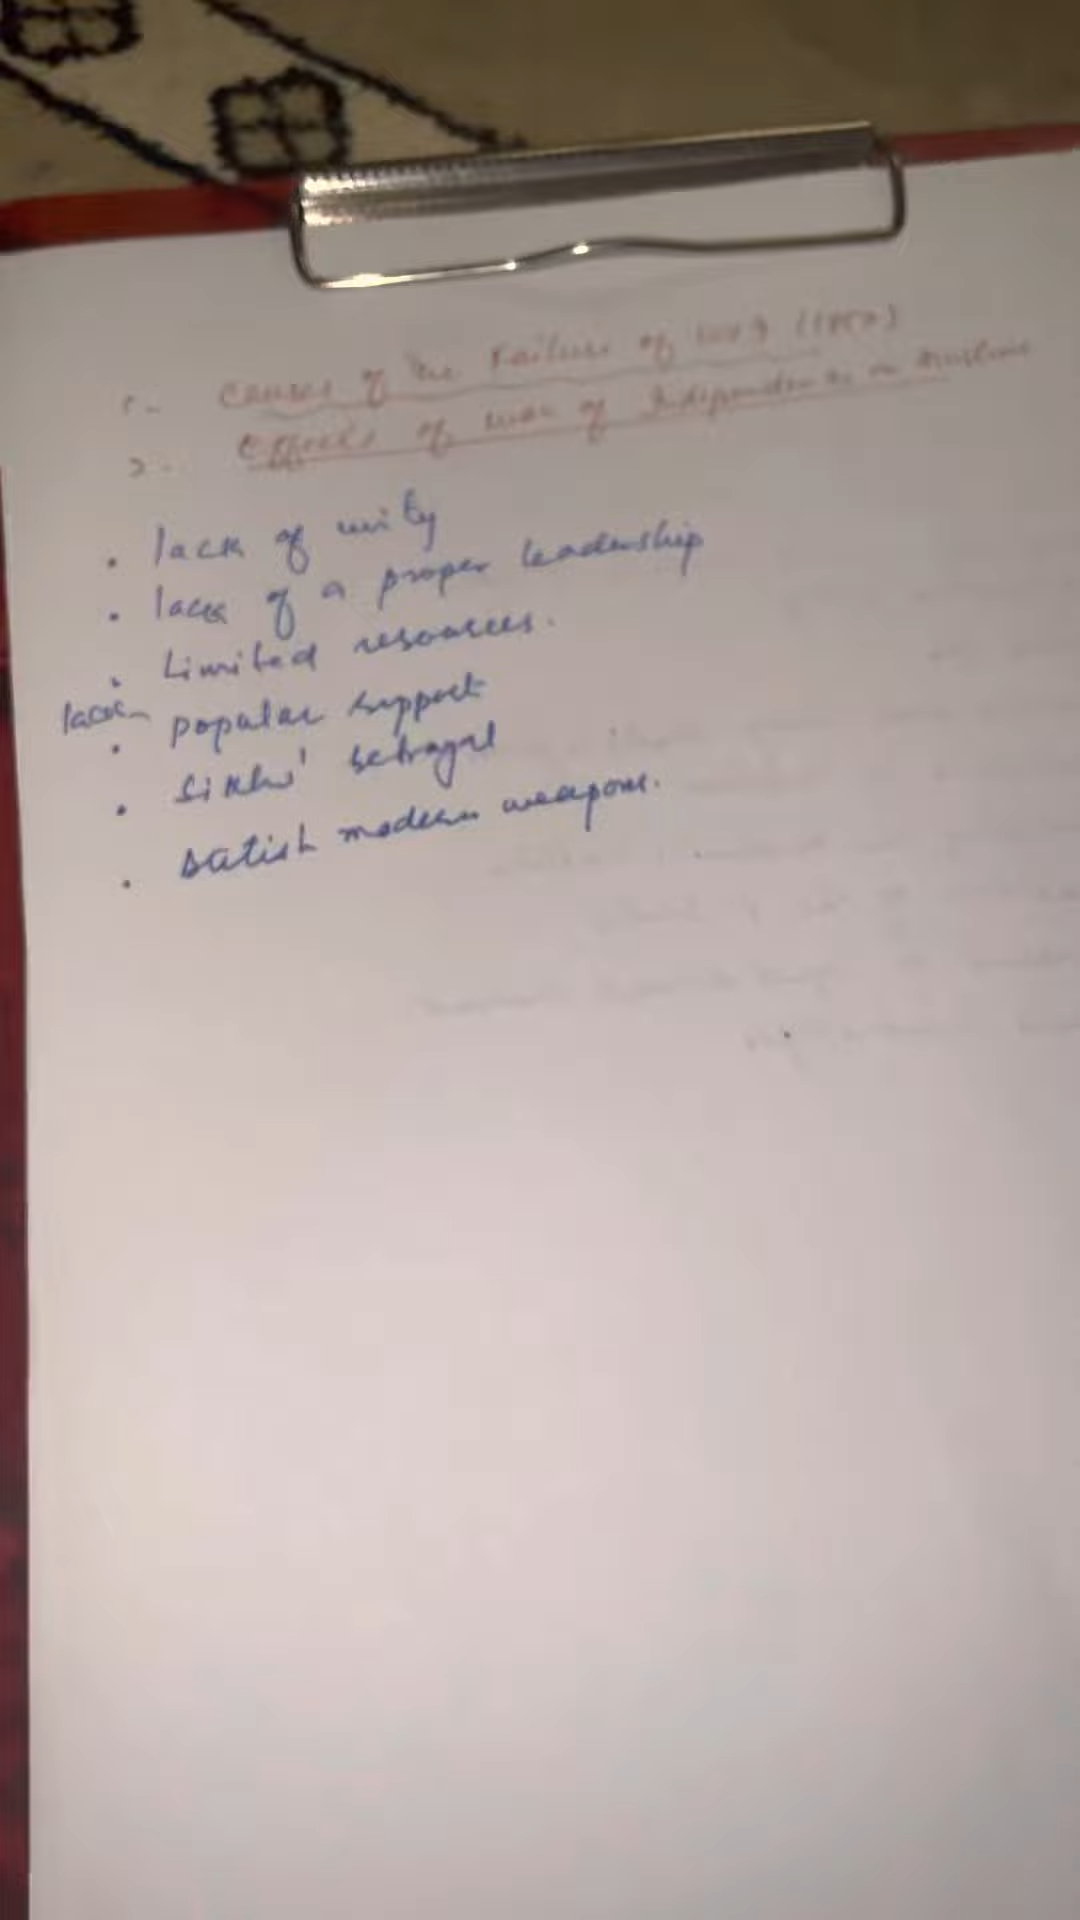 1- Causes of the Failure of WOI (1857)
2- Effects of war of Independence on Muslims
• lack of unity
• lack of a proper leadership
• Limited resources.
lack • popular support
• Sikhs' betrayal
• British modern weapons.